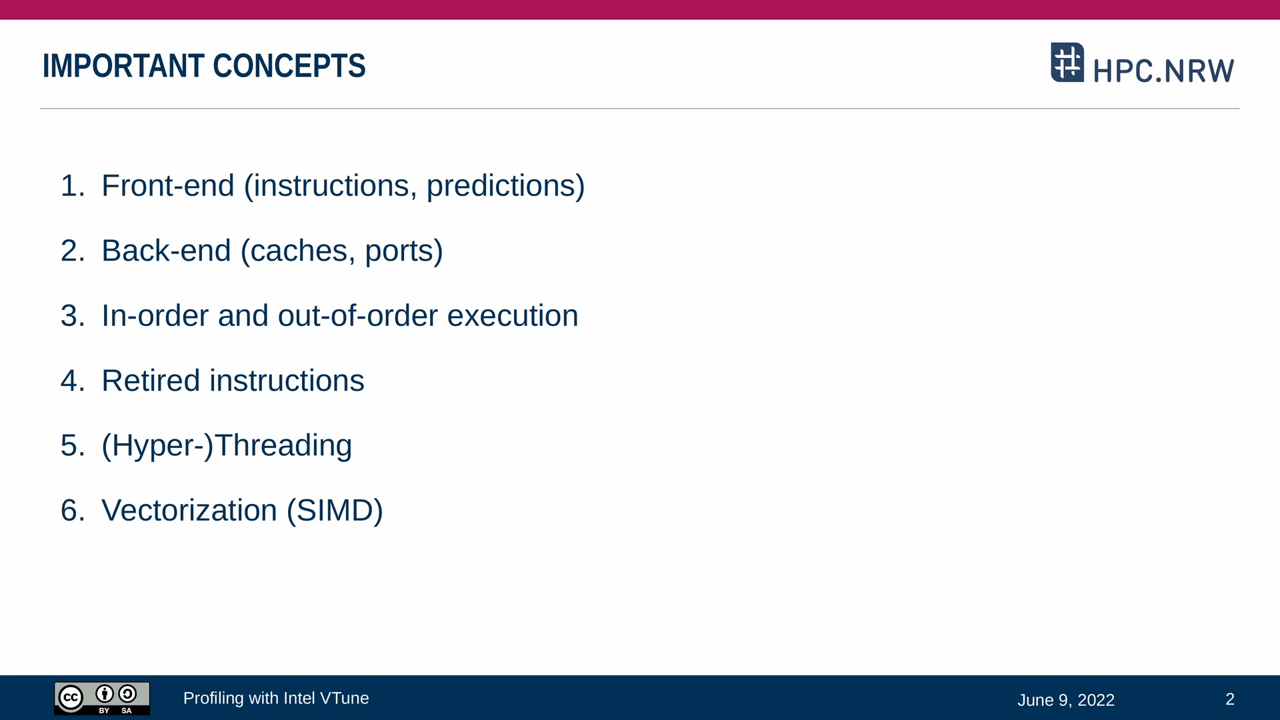 IMPORTANT CONCEPTS
HPC.NRW
1. Front-end (instructions, predictions)
2. Back-end (caches, ports)
3. In-order and out-of-order execution
4. Retired instructions
5. (Hyper-)Threading
6. Vectorization (SIMD)
cc
BY SA
Profiling with Intel VTune
June 9, 2022
2